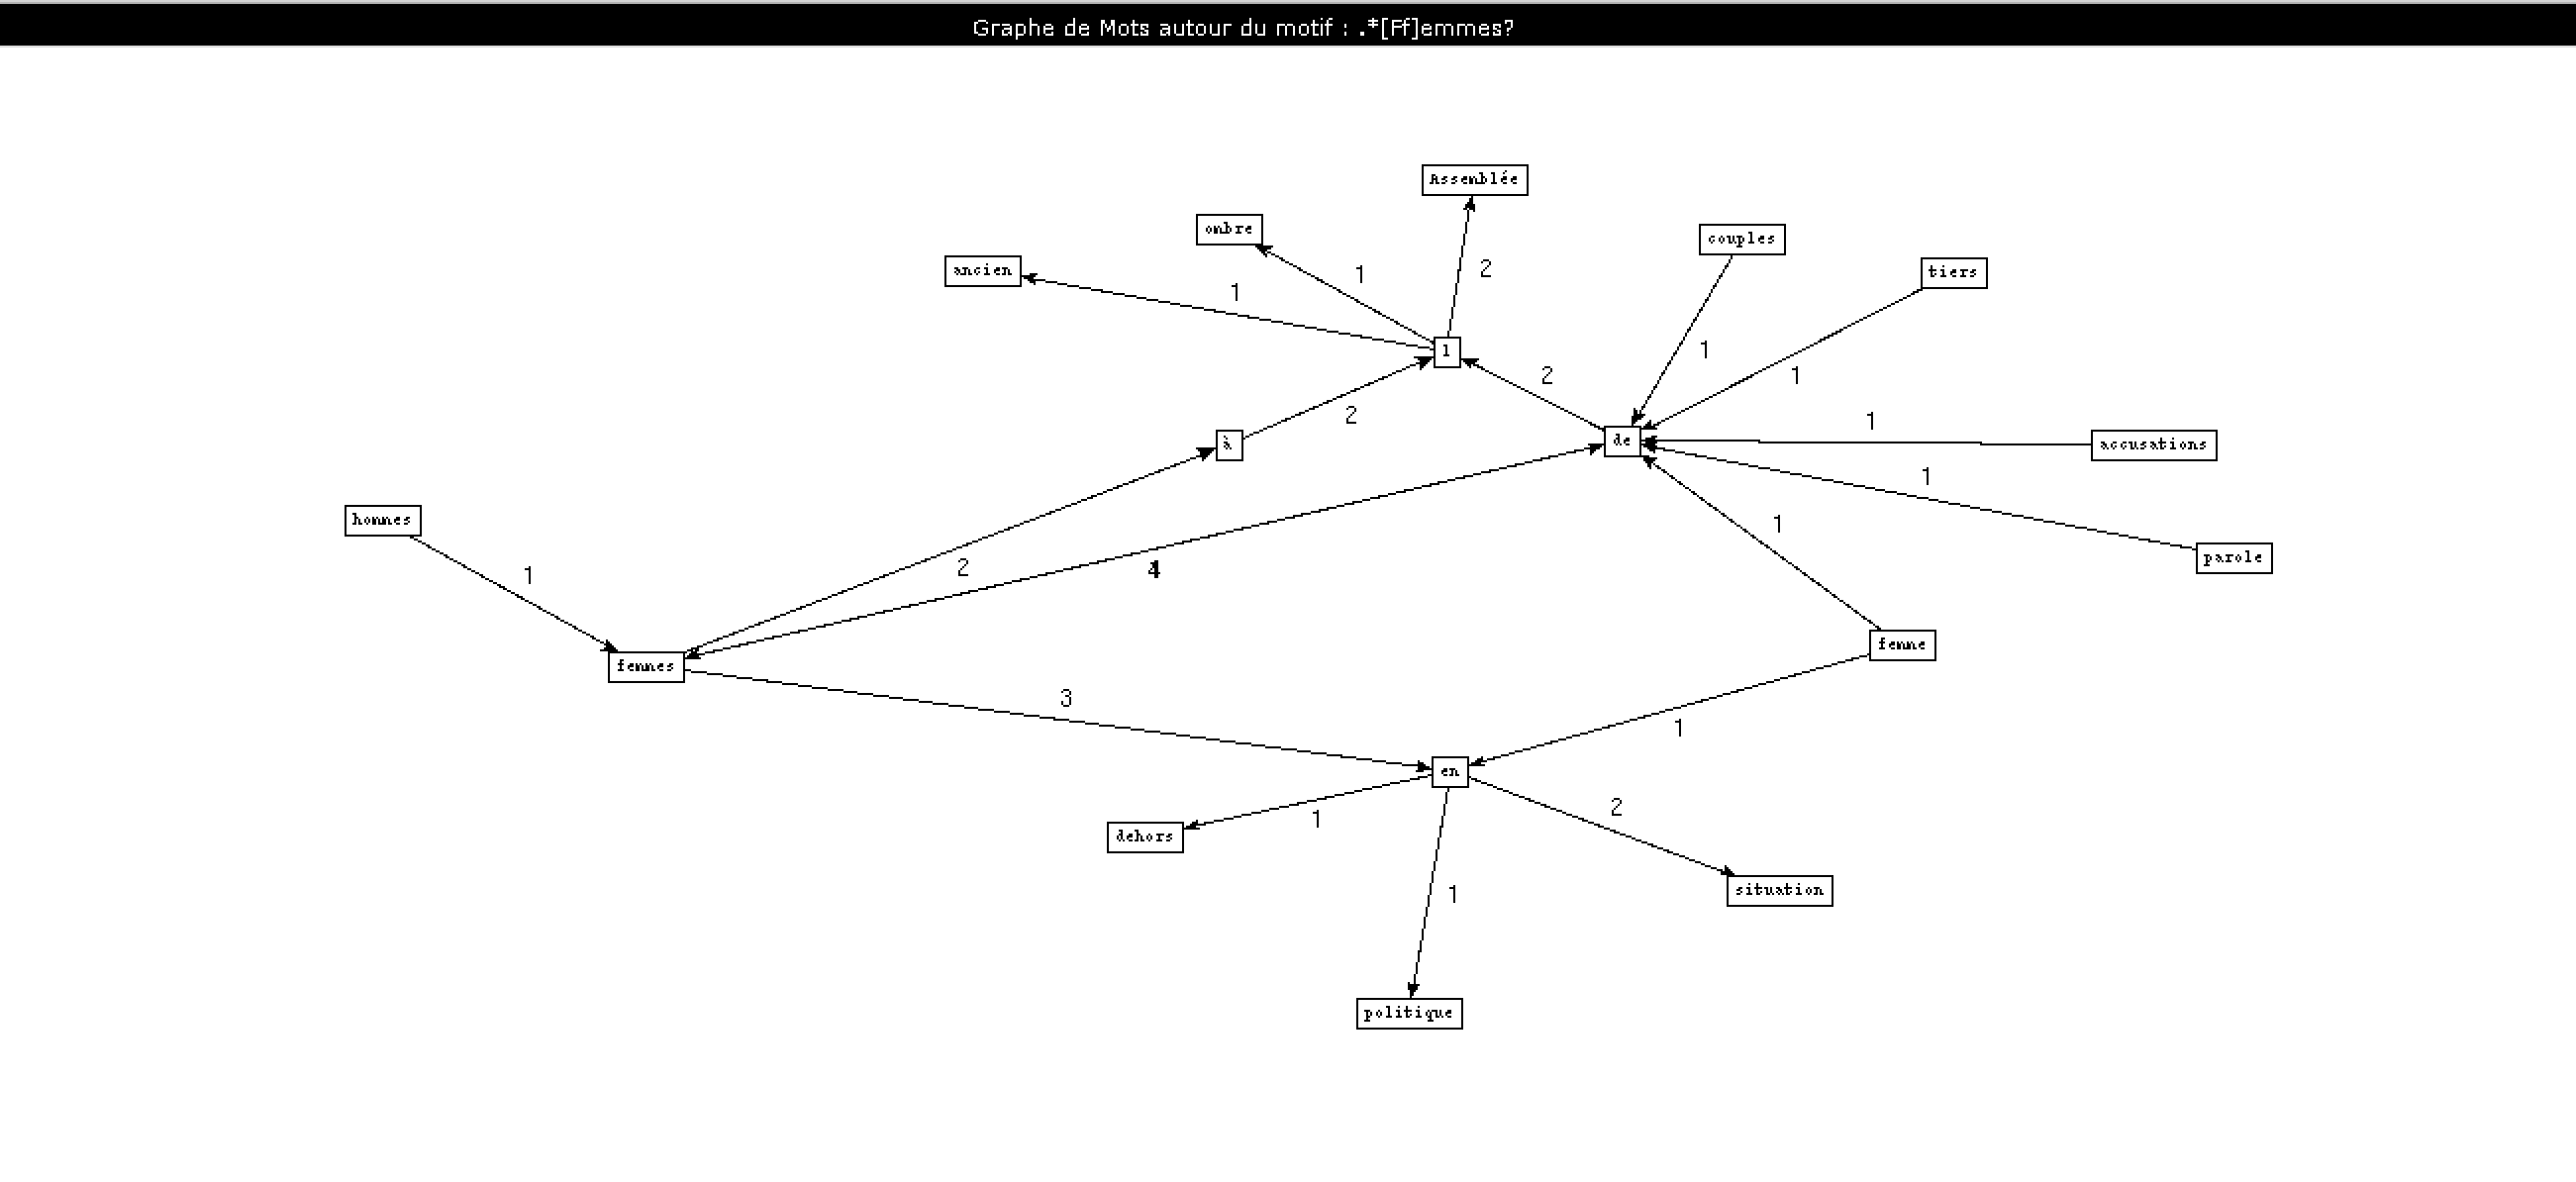 Graphe de Mots autour du motif : .*[Ff]emmes?
Assemblée
ombre
couples
ancien
tiers
1
2
1
l
1
2
1
2
1
à
de
accusations
1
hommes
1
parole
1
2
4
femme
femmes
3
1
en
2
1
dehors
situation
1
politique